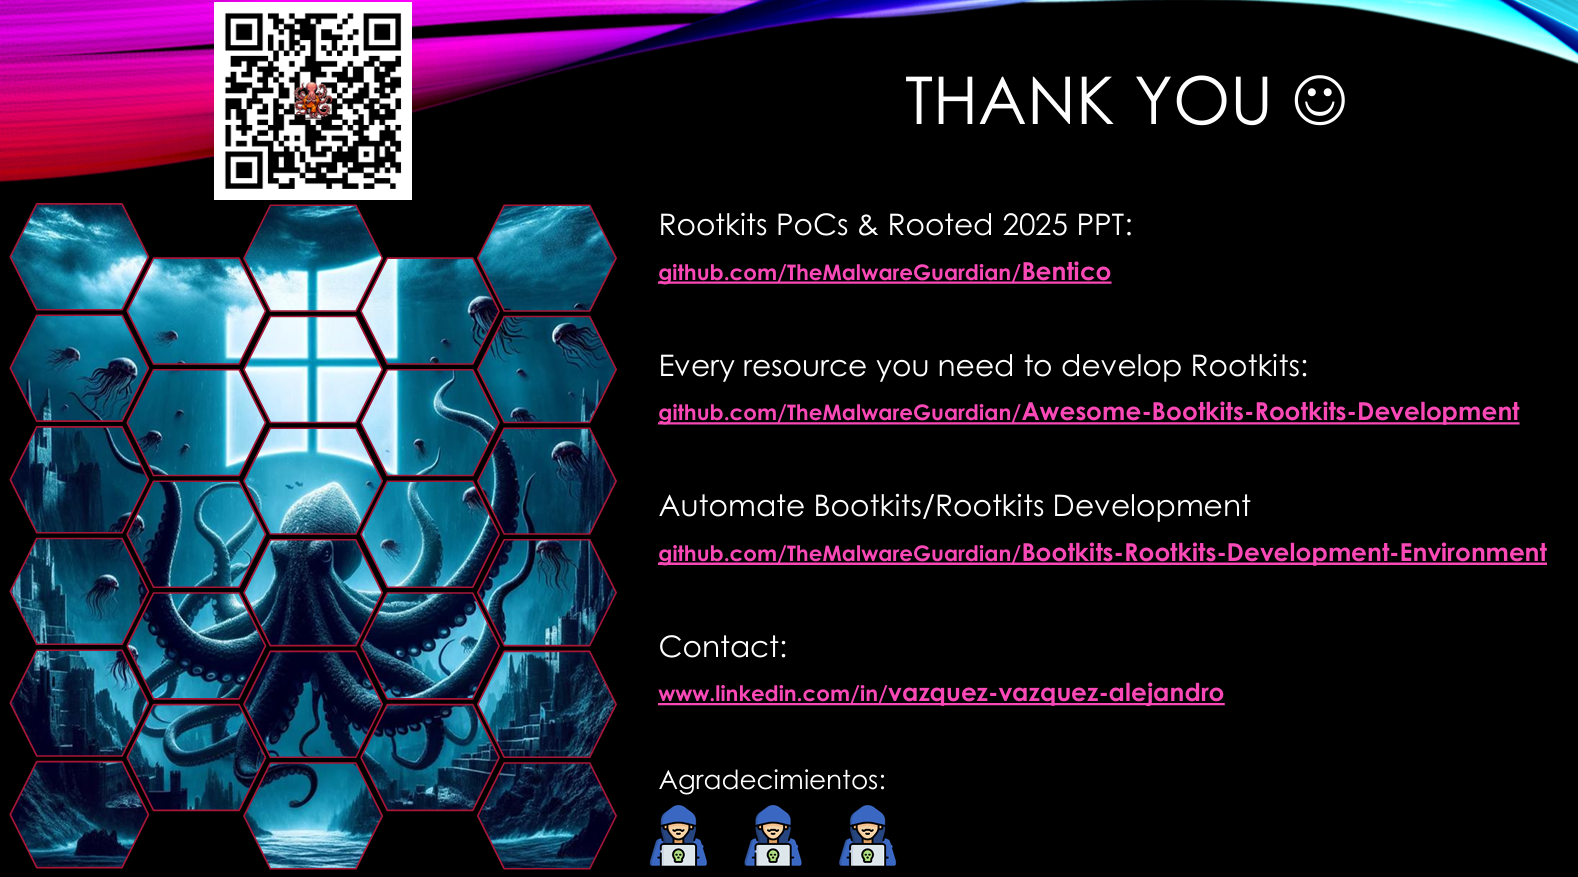 THANK YOU ☺
Rootkits PoCs & Rooted 2025 PPT:
github.com/TheMalwareGuardian/Bentico
Every resource you need to develop Rootkits:
github.com/TheMalwareGuardian/Awesome-Bootkits-Rootkits-Development
Automate Bootkits/Rootkits Development
github.com/TheMalwareGuardian/Bootkits-Rootkits-Development-Environment
Contact:
www.linkedin.com/in/vazquez-vazquez-alejandro
Agradecimientos: